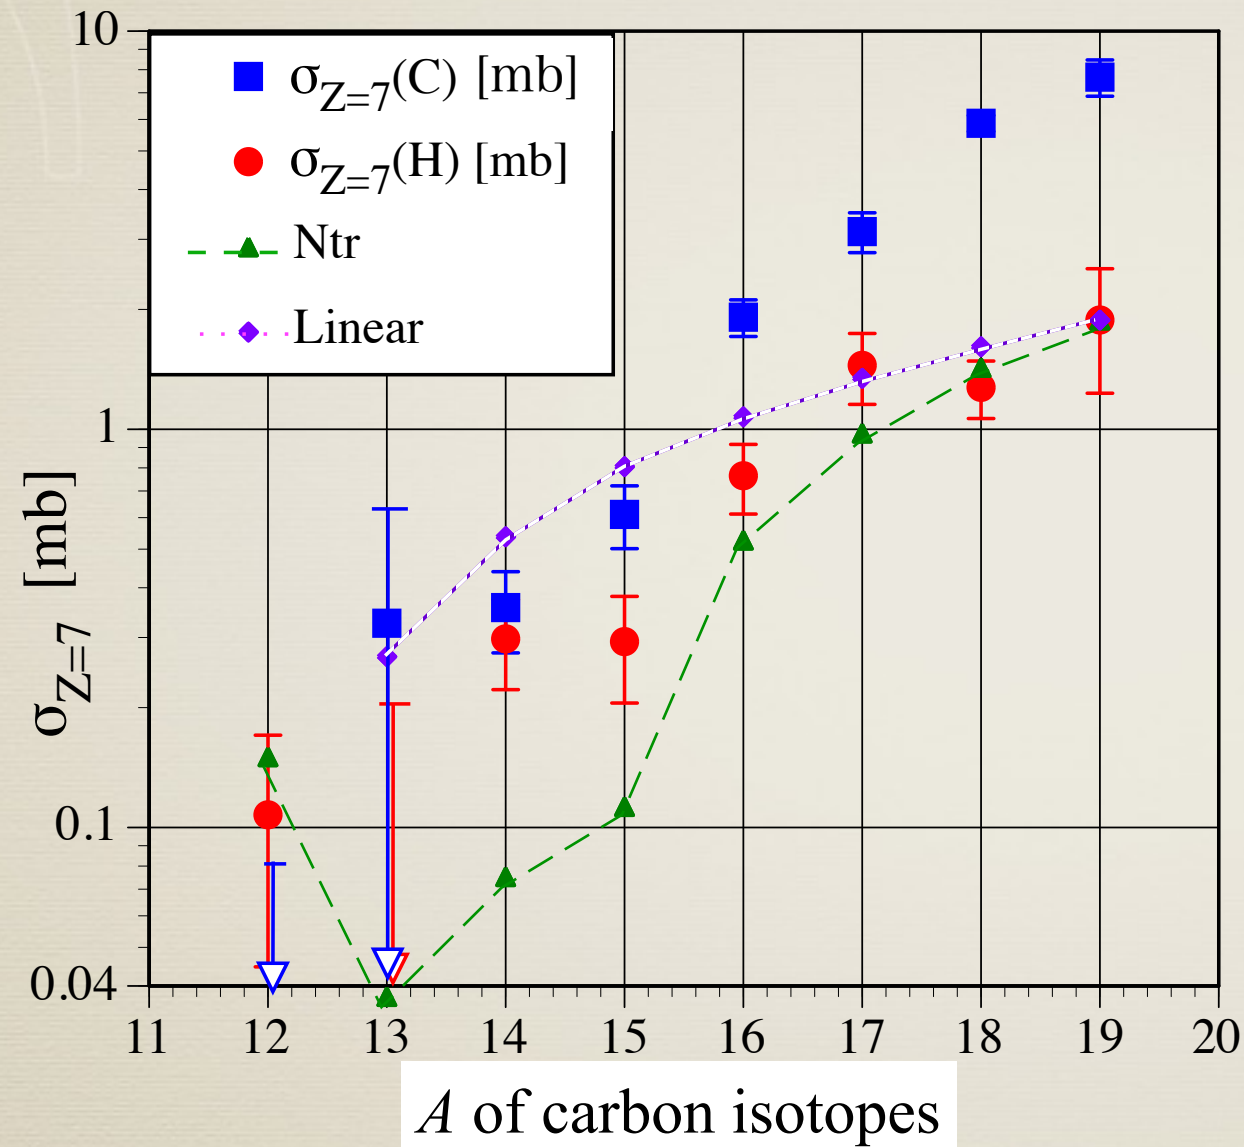 10
σZ=7(C) [mb]
σZ=7(H) [mb]
Ntr
Linear
1
σZ=7 [mb]
0.1
0.04
11 12 13 14 15 16 17 18 19 20
A of carbon isotopes